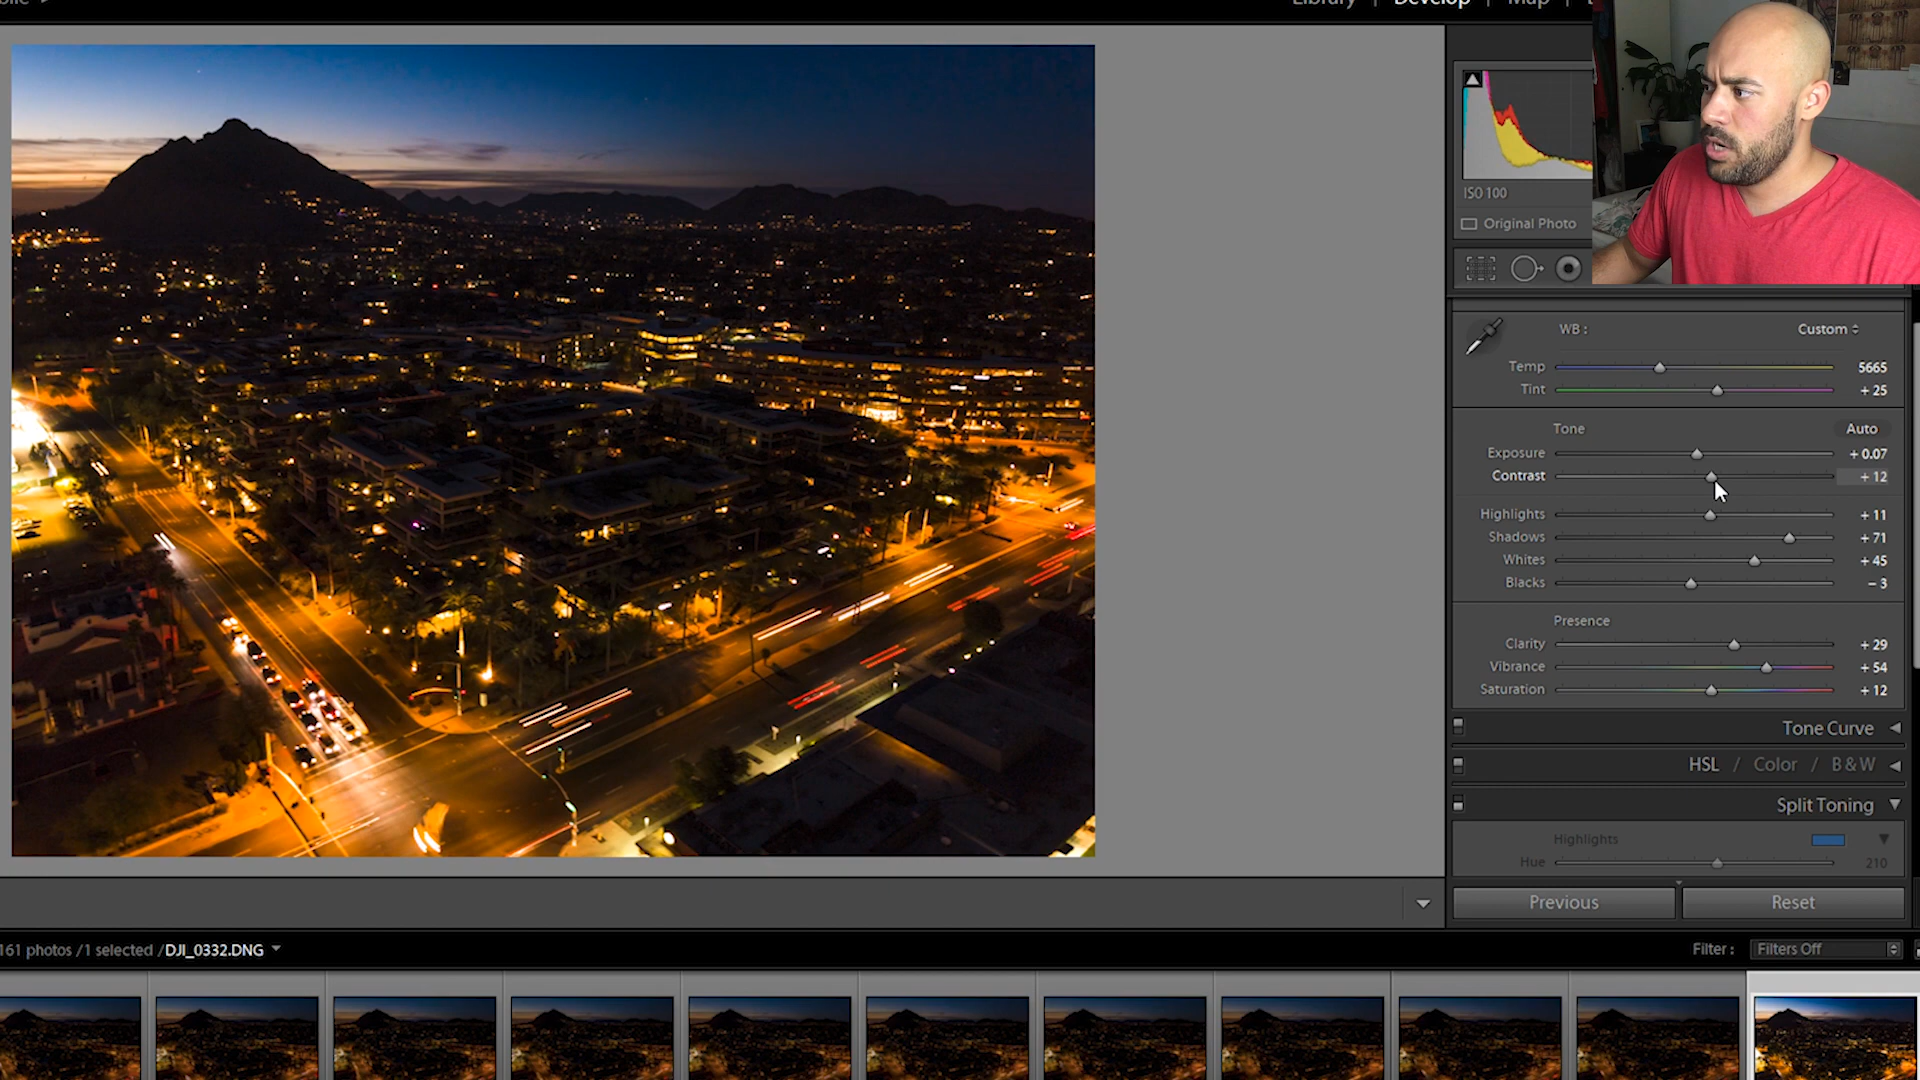 Library | Develop | Map |
ISO 100
Original Photo
WB : Custom
Temp 5665
Tint + 25
Tone Auto
Exposure + 0.07
Contrast + 12
Highlights + 11
Shadows + 71
Whites + 45
Blacks − 3
Presence
Clarity + 29
Vibrance + 54
Saturation + 12
Tone Curve
HSL / Color / B & W
Split Toning
Highlights
Hue 210
Previous Reset
161 photos / 1 selected / DJI_0332.DNG Filter : Filters Off